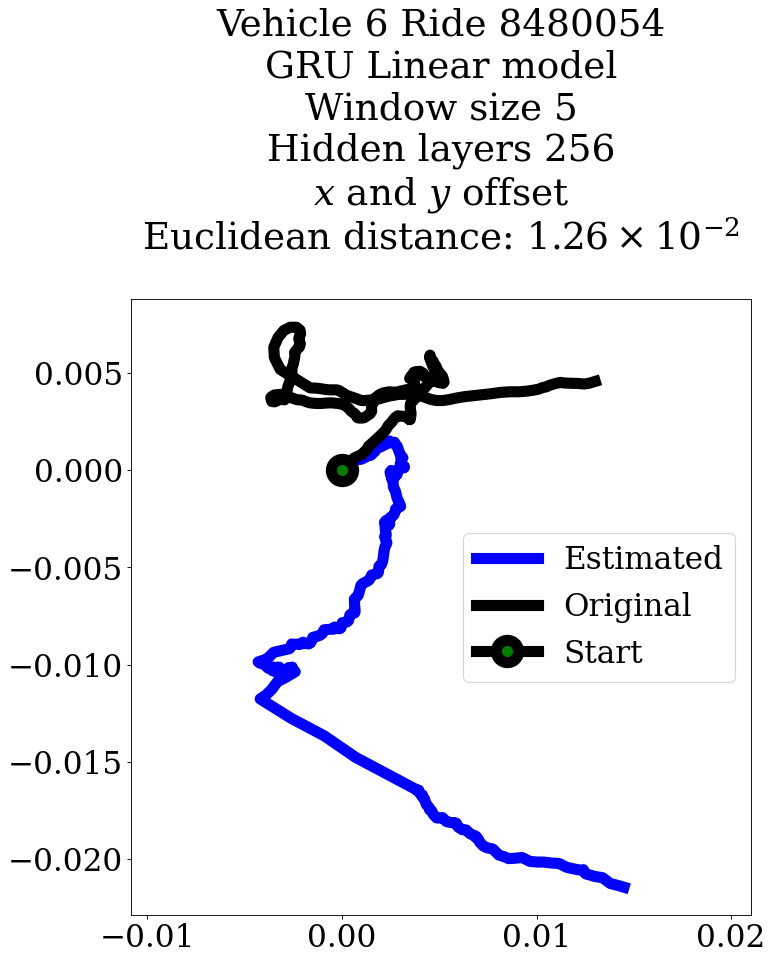 Vehicle 6 Ride 8480054
GRU Linear model
Window size 5
Hidden layers 256
x and y offset
Euclidean distance: 1.26 × 10⁻²
0.005
0.000
−0.005
−0.010
−0.015
−0.020
Estimated
Original
Start
−0.01
0.00
0.01
0.02